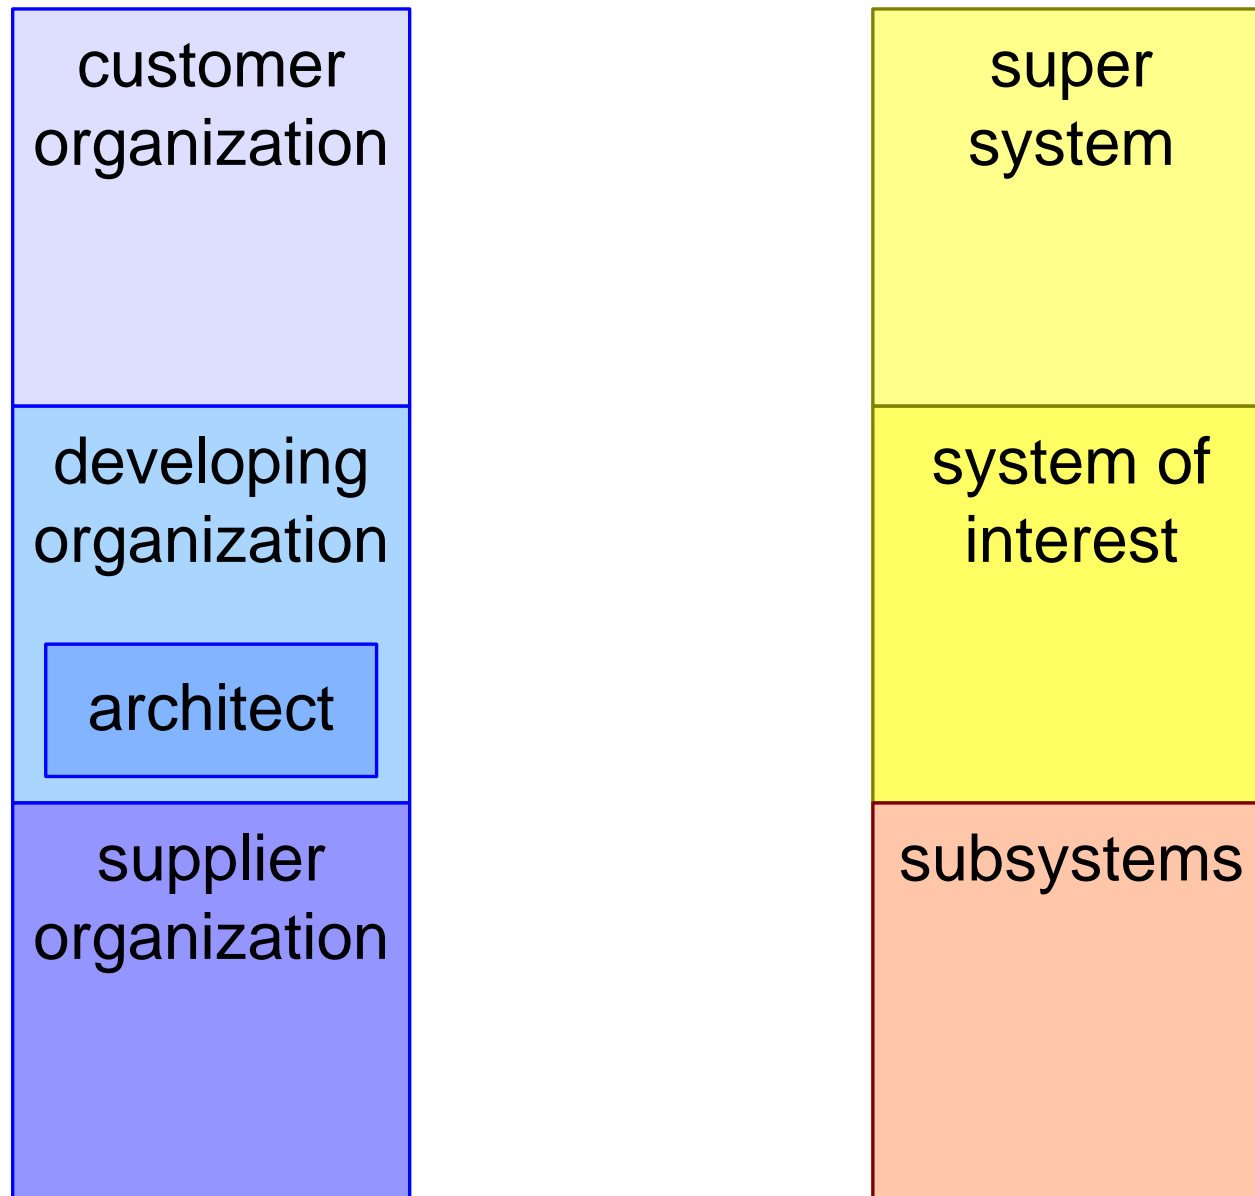 customer
organization
developing
organization
architect
supplier
organization
super
system
system of
interest
subsystems